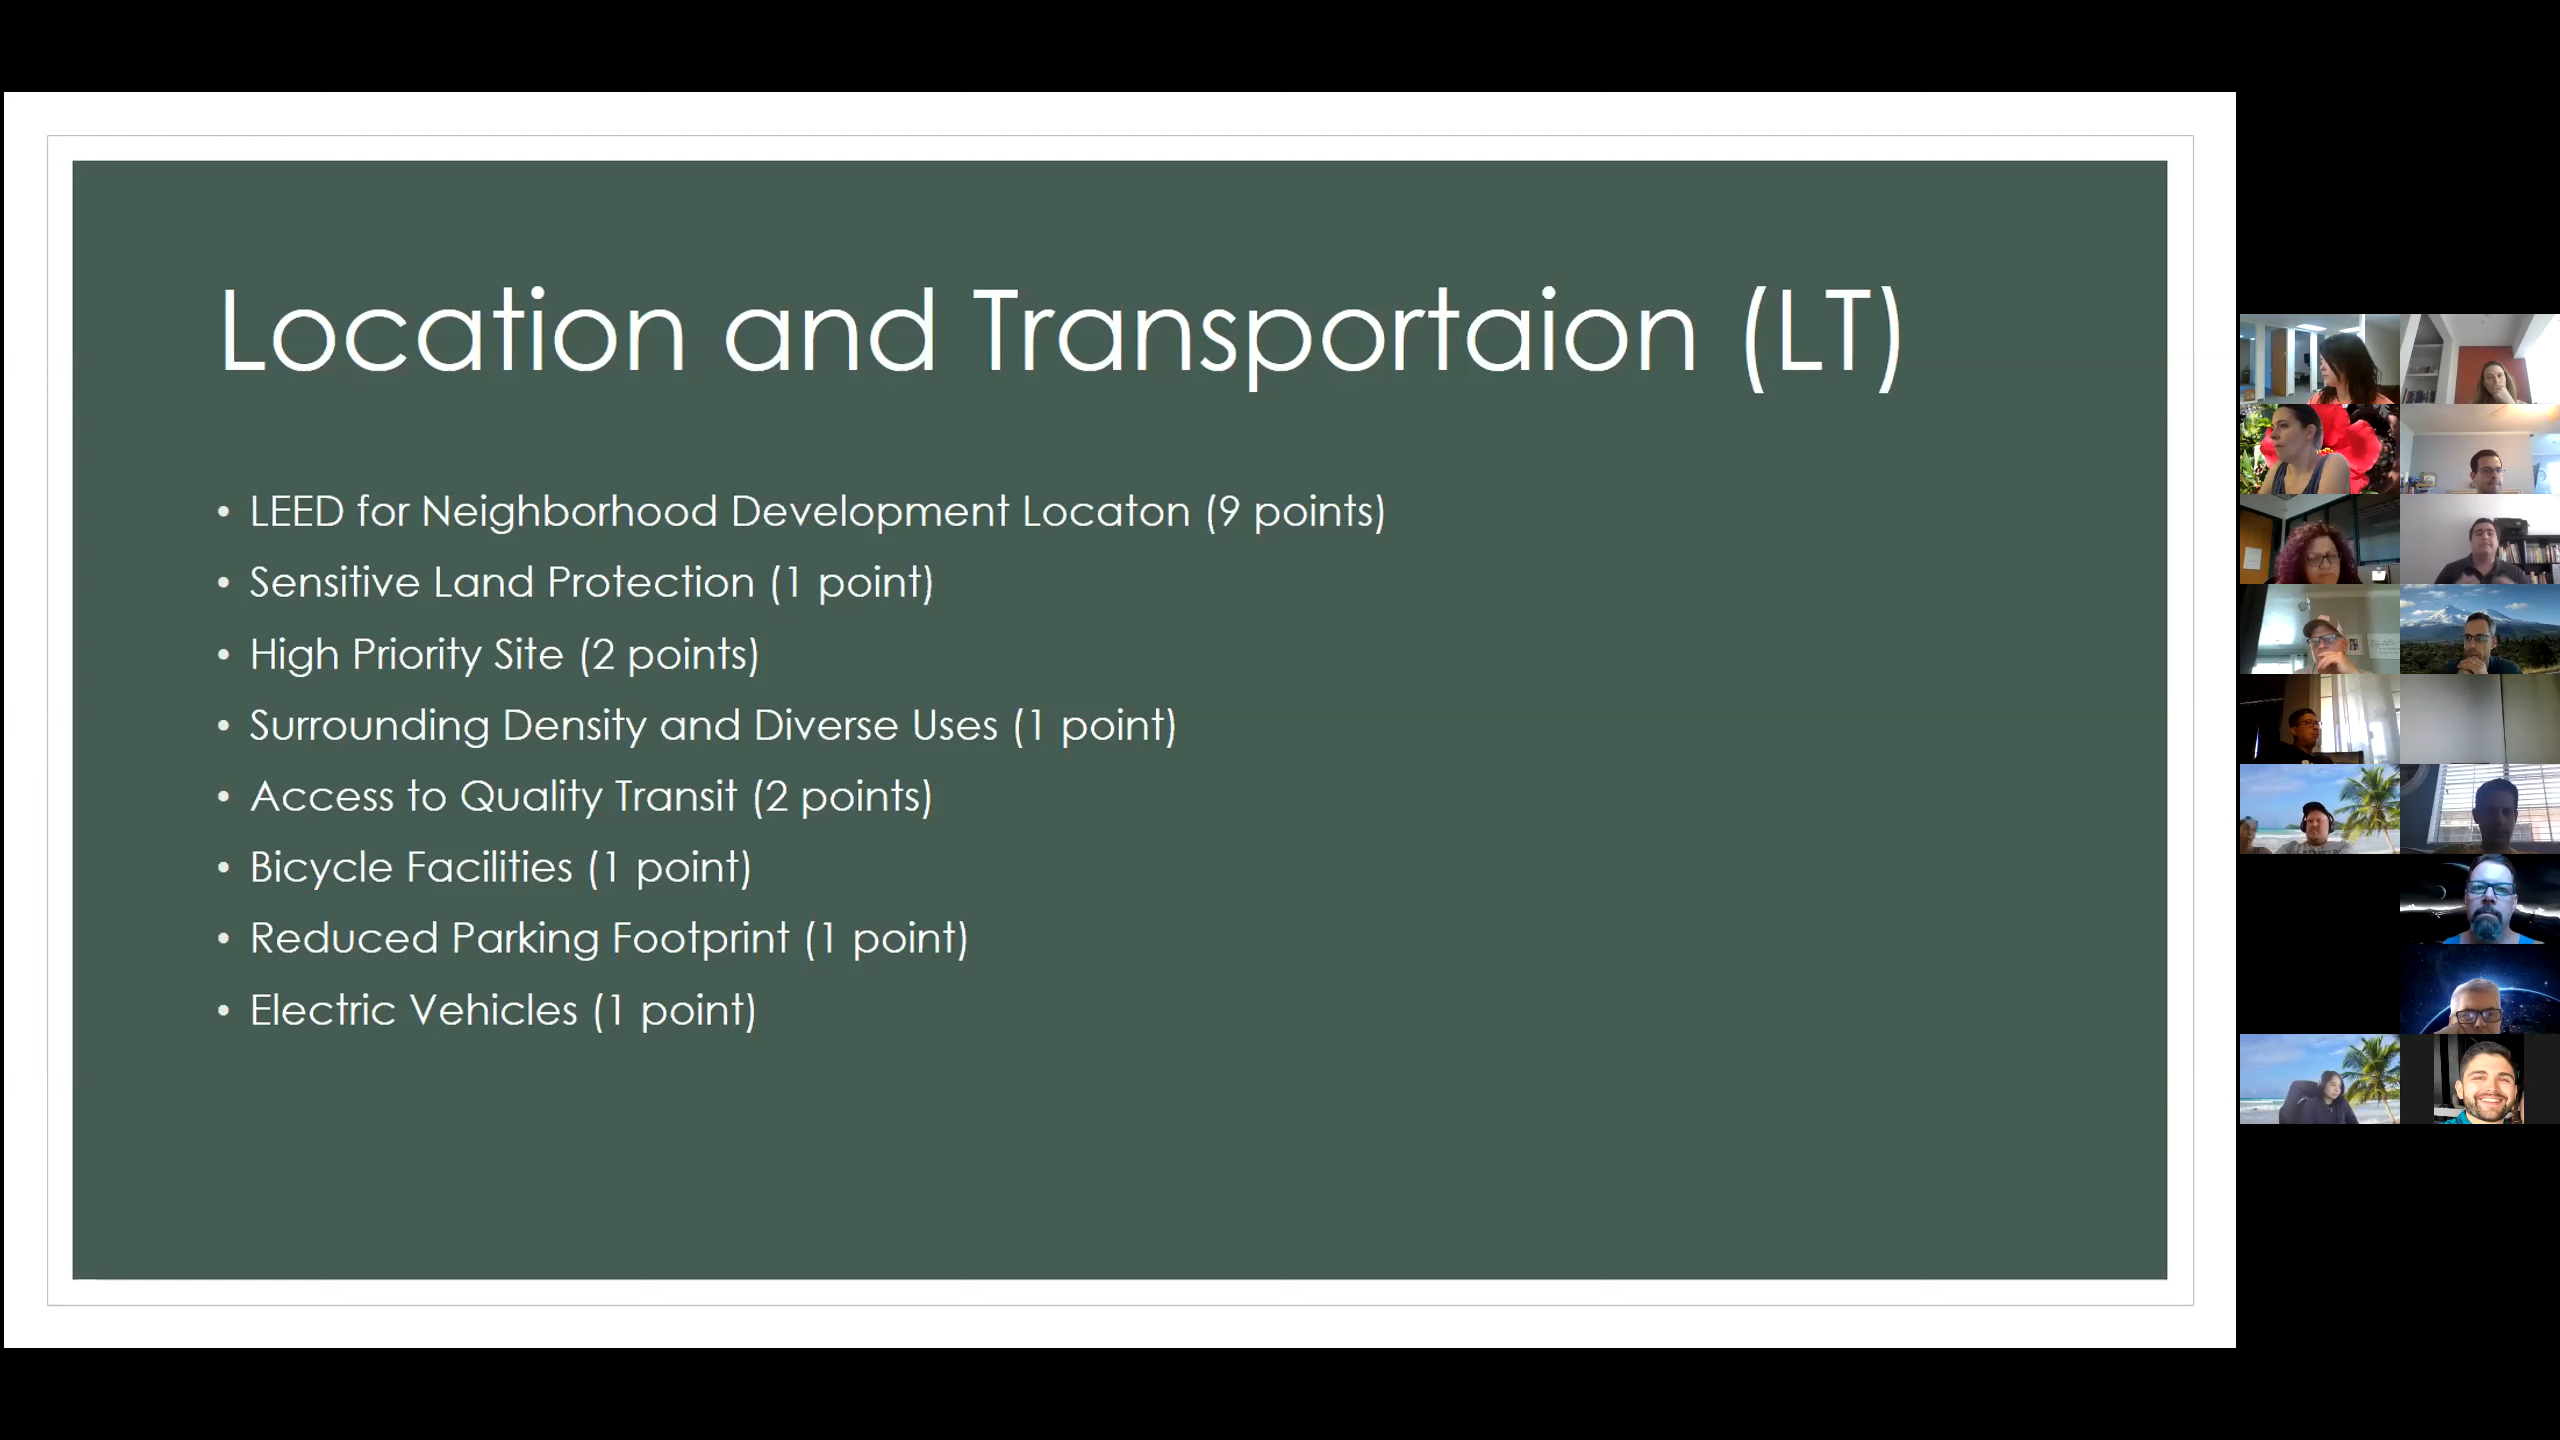 Location and Transportaion (LT)
• LEED for Neighborhood Development Locaton (9 points)
• Sensitive Land Protection (1 point)
• High Priority Site (2 points)
• Surrounding Density and Diverse Uses (1 point)
• Access to Quality Transit (2 points)
• Bicycle Facilities (1 point)
• Reduced Parking Footprint (1 point)
• Electric Vehicles (1 point)